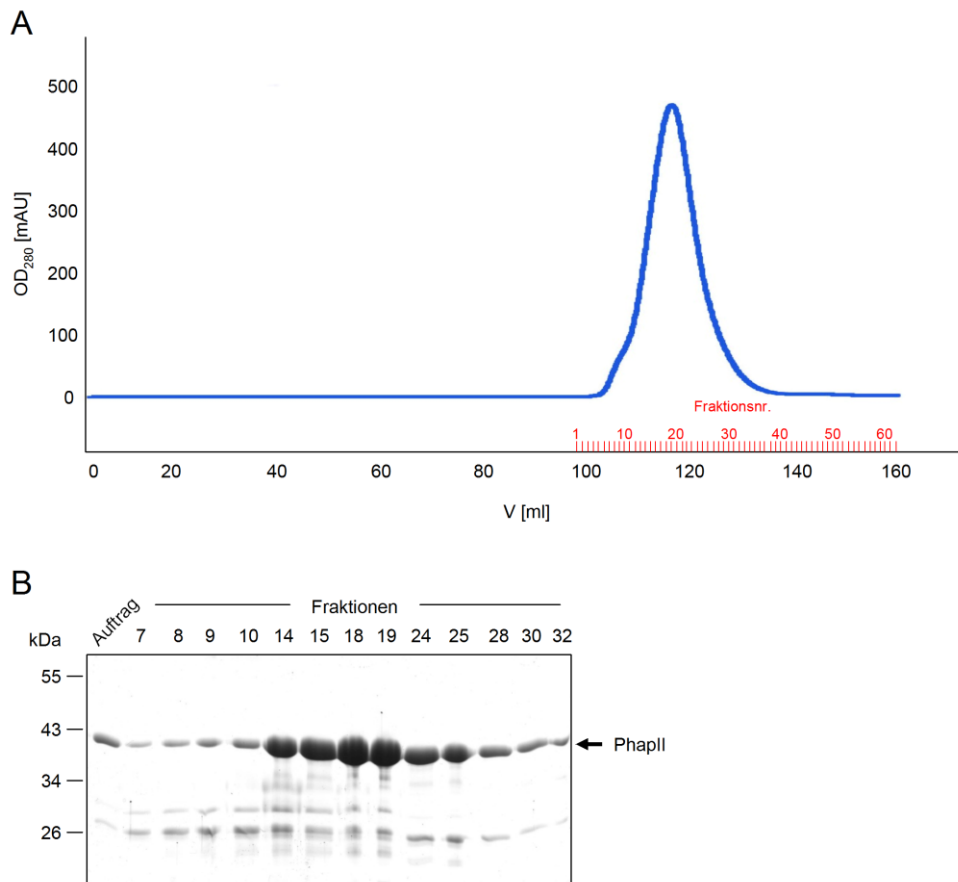 A
500
400
300
200
100
0
OD280 [mAU]
Fraktionsnr.
1 10 20 30 40 50 60
0 20 40 60 80 100 120 140 160
V [ml]
B
Auftrag
Fraktionen
kDa 7 8 9 10 14 15 18 19 24 25 28 30 32
55
43
PhapII
34
26